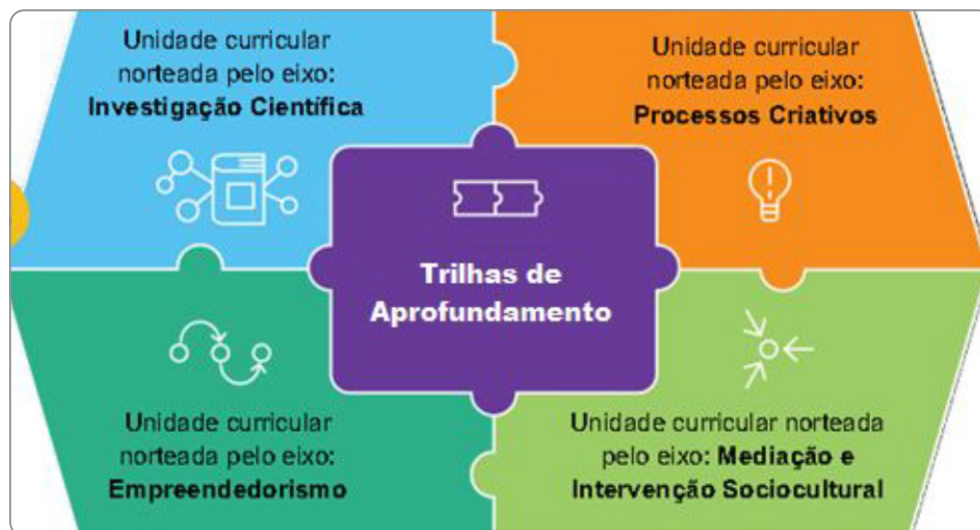 Unidade curricular
norteada pelo eixo:
Investigação Científica
Unidade curricular
norteada pelo eixo:
Processos Criativos
Trilhas de
Aprofundamento
Unidade curricular
norteada pelo eixo:
Empreendedorismo
Unidade curricular norteada
pelo eixo: Mediação e
Intervenção Sociocultural